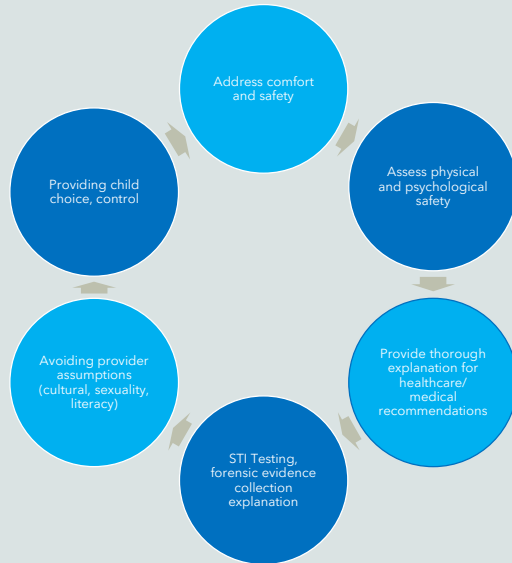 Address comfort
and safety
Assess physical
and psychological
safety
Provide thorough
explanation for
healthcare/
medical
recommendations
STI Testing,
forensic evidence
collection
explanation
Avoiding provider
assumptions
(cultural, sexuality,
literacy)
Providing child
choice, control